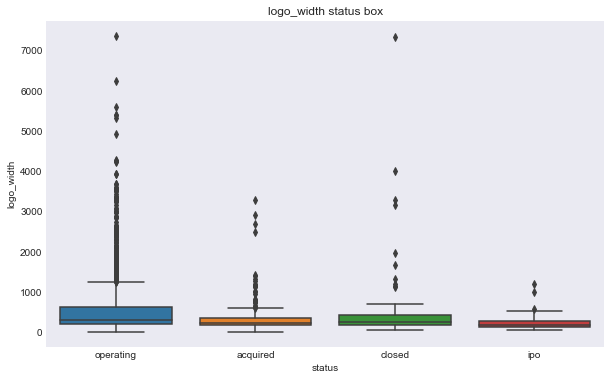 logo_width status box
7000
6000
5000
4000
3000
2000
1000
0
logo_width
operating
acquired
closed
ipo
status